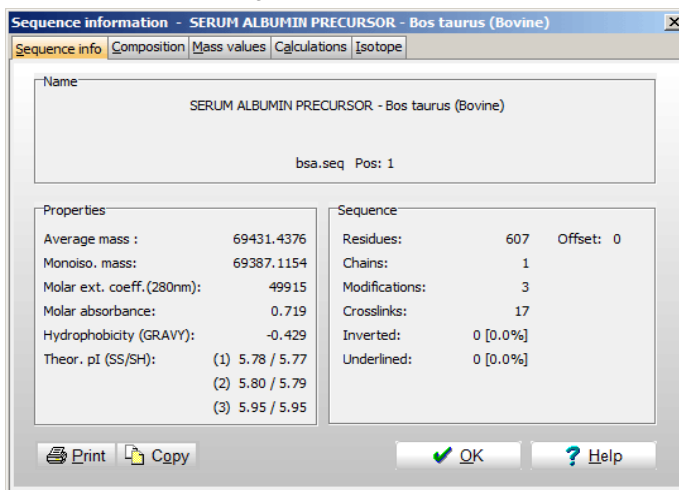 Sequence information - SERUM ALBUMIN PRECURSOR - Bos taurus (Bovine)
Sequence info Composition Mass values Calculations Isotope
Name
SERUM ALBUMIN PRECURSOR - Bos taurus (Bovine)
bsa.seq Pos: 1
Properties
Average mass : 69431.4376
Monoiso. mass: 69387.1154
Molar ext. coeff.(280nm): 49915
Molar absorbance: 0.719
Hydrophobicity (GRAVY): -0.429
Theor. pI (SS/SH): (1) 5.78 / 5.77
(2) 5.80 / 5.79
(3) 5.95 / 5.95
Sequence
Residues: 607 Offset: 0
Chains: 1
Modifications: 3
Crosslinks: 17
Inverted: 0 [0.0%]
Underlined: 0 [0.0%]
Print Copy OK ? Help